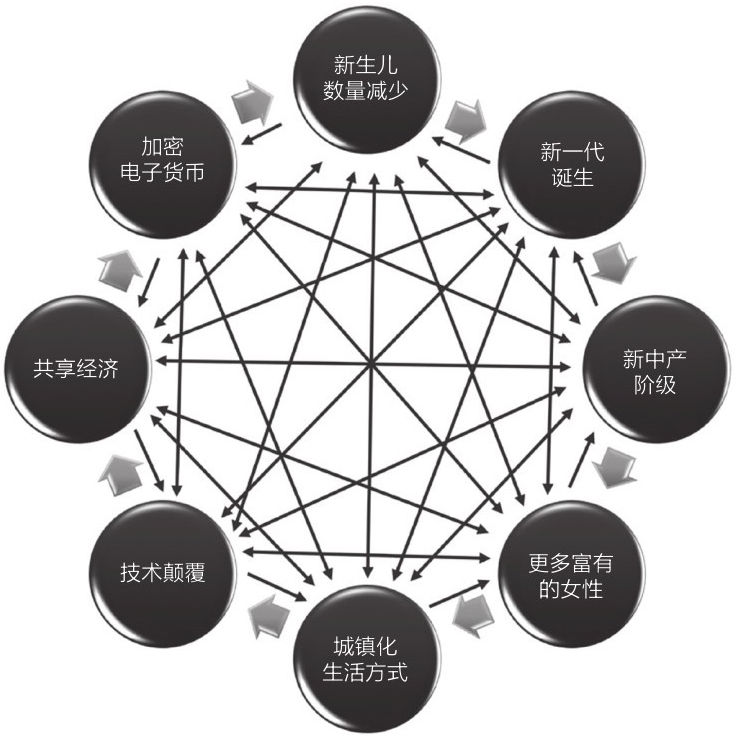 新生儿
数量减少
新一代
诞生
新中产
阶级
更多富有
的女性
城镇化
生活方式
技术颠覆
共享经济
加密
电子货币